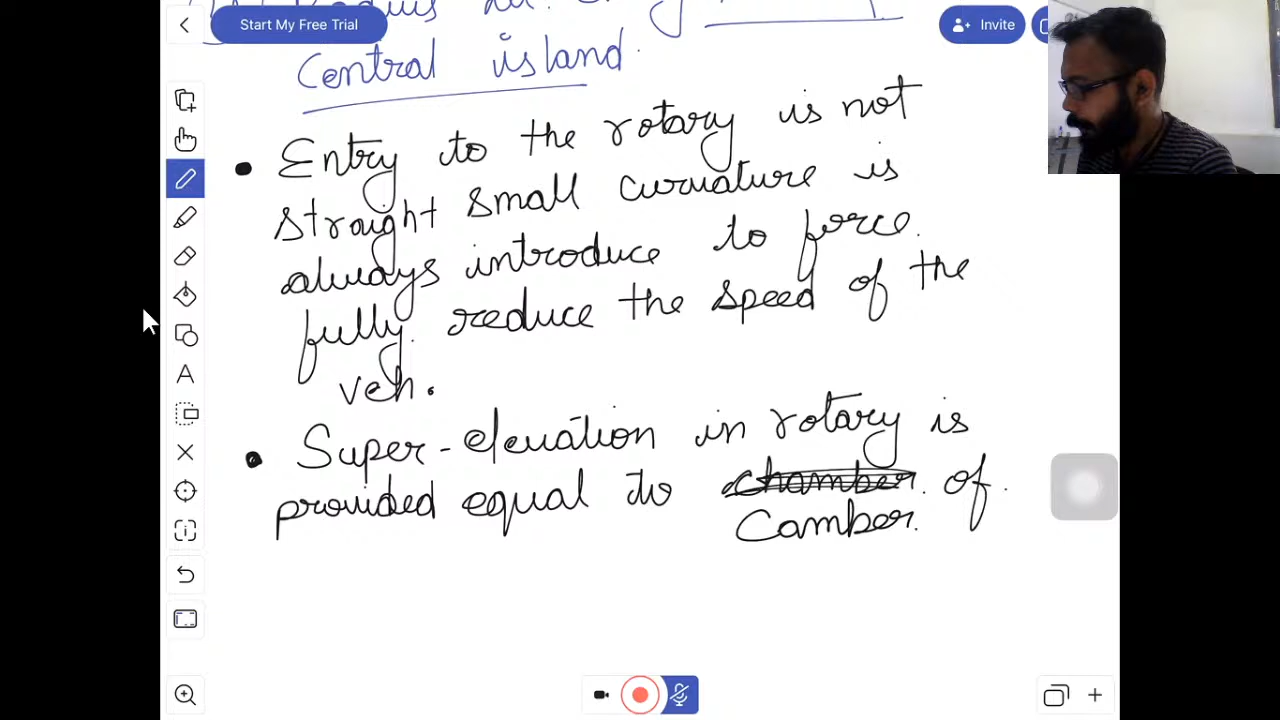 Start My Free Trial
Invite
Radius
Central island.
• Entry to the rotary is not
straight small curvature is
always introduce to force.
fully. reduce the speed of the
veh.
• Super-elevation in rotary is
provided equal to chamber. of
Camber.